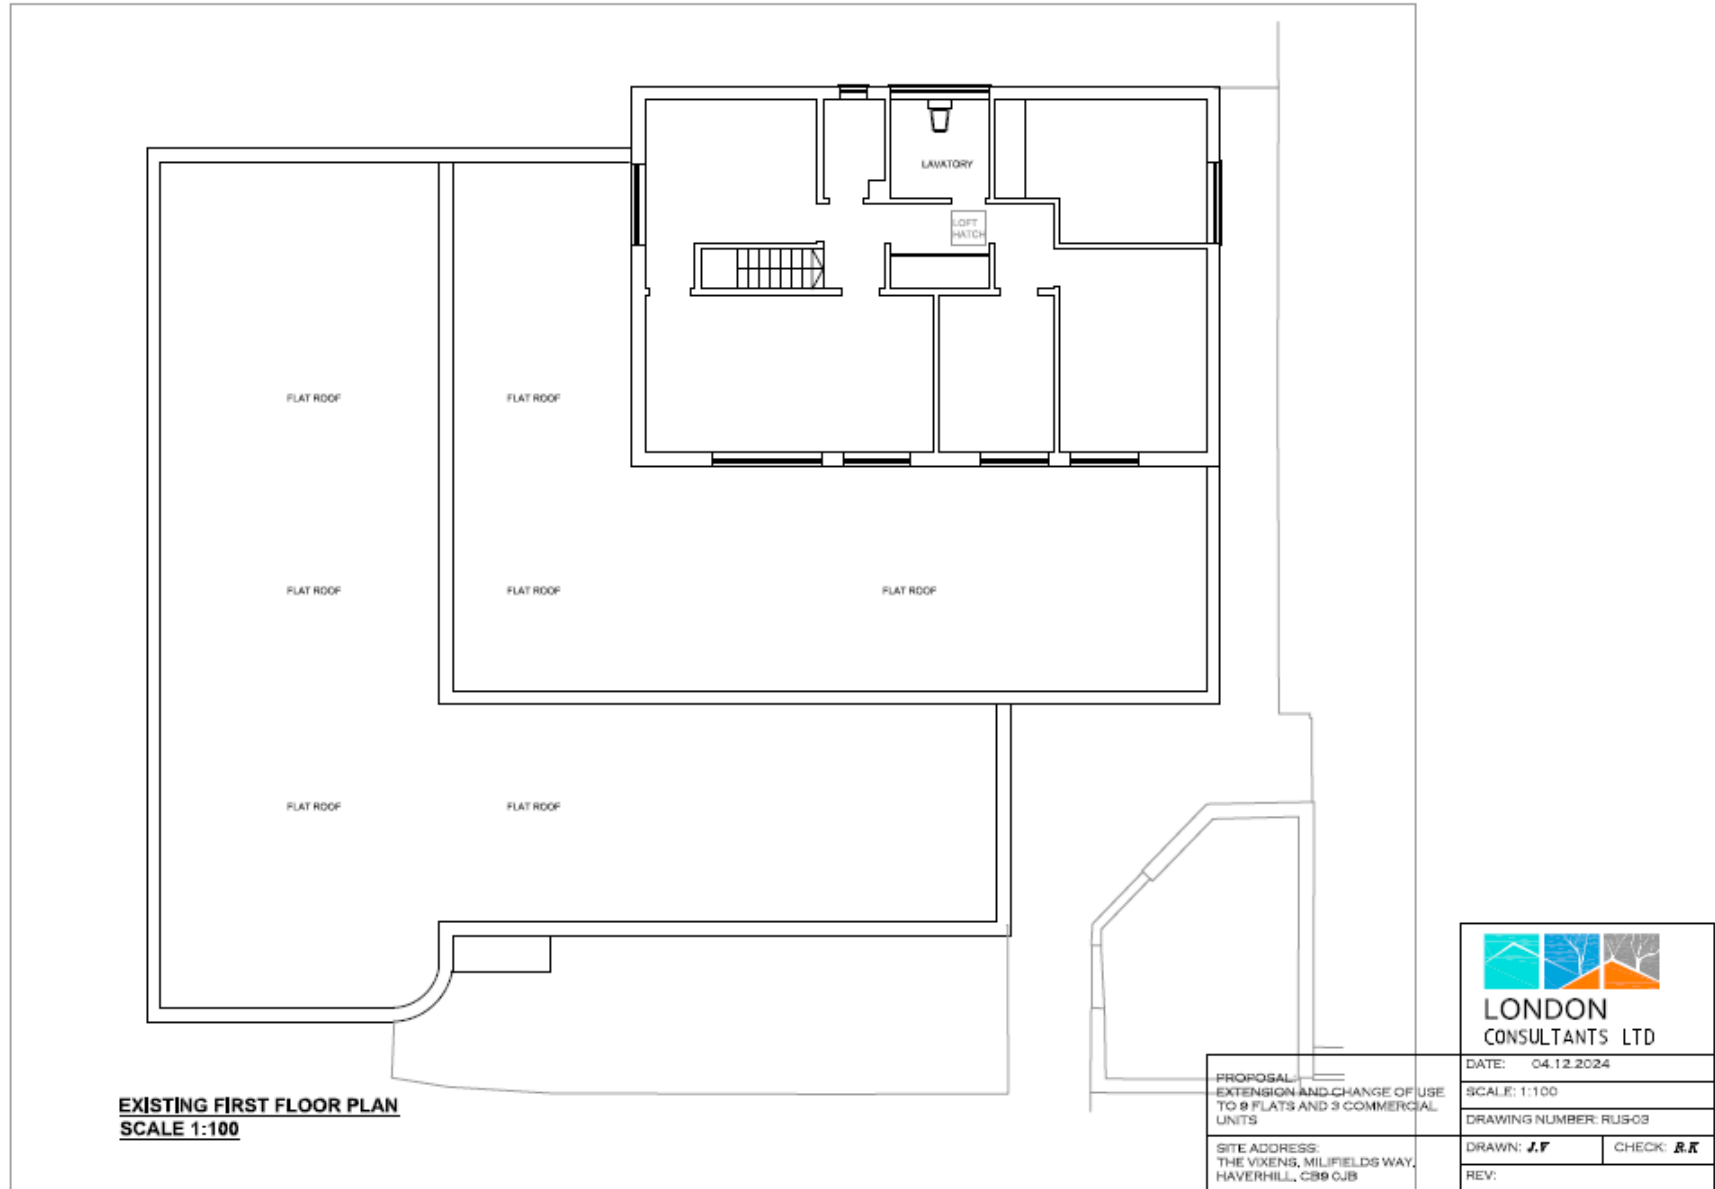 LAVATORY
LOFT
HATCH
FLAT ROOF
FLAT ROOF
FLAT ROOF
FLAT ROOF
FLAT ROOF
FLAT ROOF
FLAT ROOF
EXISTING FIRST FLOOR PLAN
SCALE 1:100
LONDON
CONSULTANTS LTD
PROPOSAL:
EXTENSION AND CHANGE OF USE
TO 9 FLATS AND 3 COMMERCIAL
UNITS
SITE ADDRESS:
THE VIXENS, MILIFIELDS WAY,
HAVERHILL, CB9 0JB
DATE: 04.12.2024
SCALE: 1:100
DRAWING NUMBER: RUS-03
DRAWN: J.V CHECK: R.K
REV: